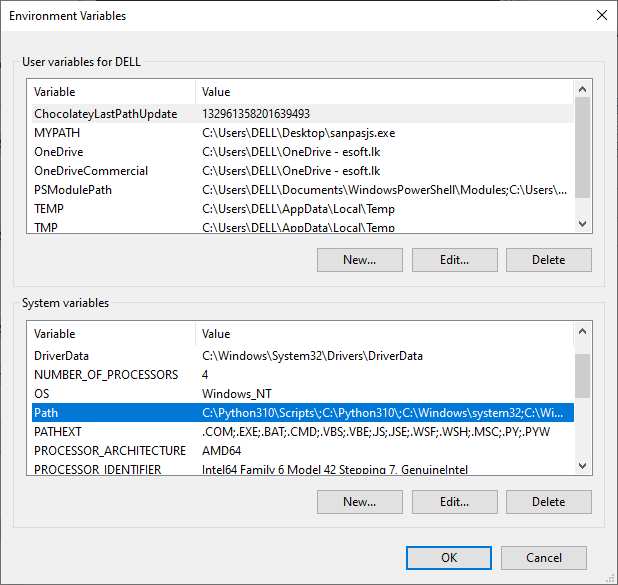 Environment Variables
User variables for DELL
Variable Value
ChocolateyLastPathUpdate 132961358201639493
MYPATH C:\Users\DELL\Desktop\sanpasjs.exe
OneDrive C:\Users\DELL\OneDrive - esoft.lk
OneDriveCommercial C:\Users\DELL\OneDrive - esoft.lk
PSModulePath C:\Users\DELL\Documents\WindowsPowerShell\Modules;C:\Users\...
TEMP C:\Users\DELL\AppData\Local\Temp
TMP C:\Users\DELL\AppData\Local\Temp
New... Edit... Delete
System variables
Variable Value
DriverData C:\Windows\System32\Drivers\DriverData
NUMBER_OF_PROCESSORS 4
OS Windows_NT
Path C:\Python310\Scripts\;C:\Python310\;C:\Windows\system32;C:\Wi...
PATHEXT .COM;.EXE;.BAT;.CMD;.VBS;.VBE;.JS;.JSE;.WSF;.WSH;.MSC;.PY;.PYW
PROCESSOR_ARCHITECTURE AMD64
PROCESSOR_IDENTIFIER Intel64 Family 6 Model 42 Stepping 7, GenuineIntel
New... Edit... Delete
OK Cancel